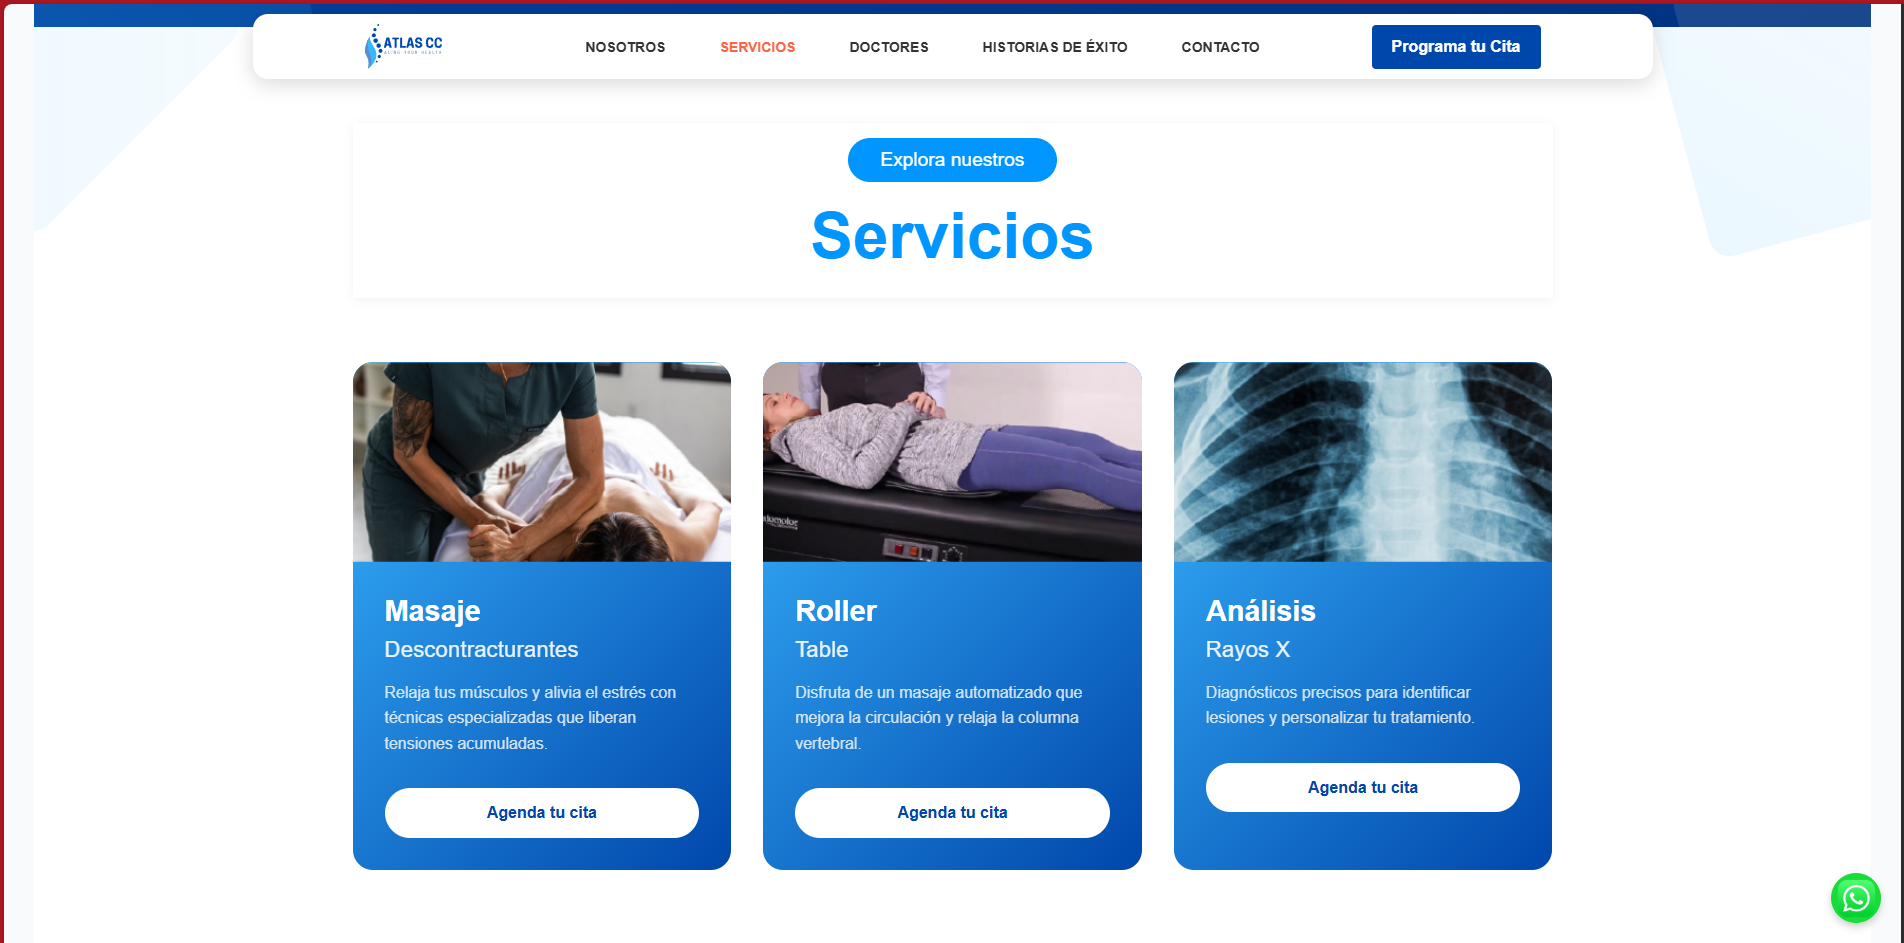 ATLAS CC
NOSOTROS
SERVICIOS
DOCTORES
HISTORIAS DE ÉXITO
CONTACTO
Programa tu Cita
Explora nuestros
Servicios
Masaje
Descontracturantes
Relaja tus músculos y alivia el estrés con
técnicas especializadas que liberan
tensiones acumuladas.
Agenda tu cita
Roller
Table
Disfruta de un masaje automatizado que
mejora la circulación y relaja la columna
vertebral.
Agenda tu cita
Análisis
Rayos X
Diagnósticos precisos para identificar
lesiones y personalizar tu tratamiento.
Agenda tu cita